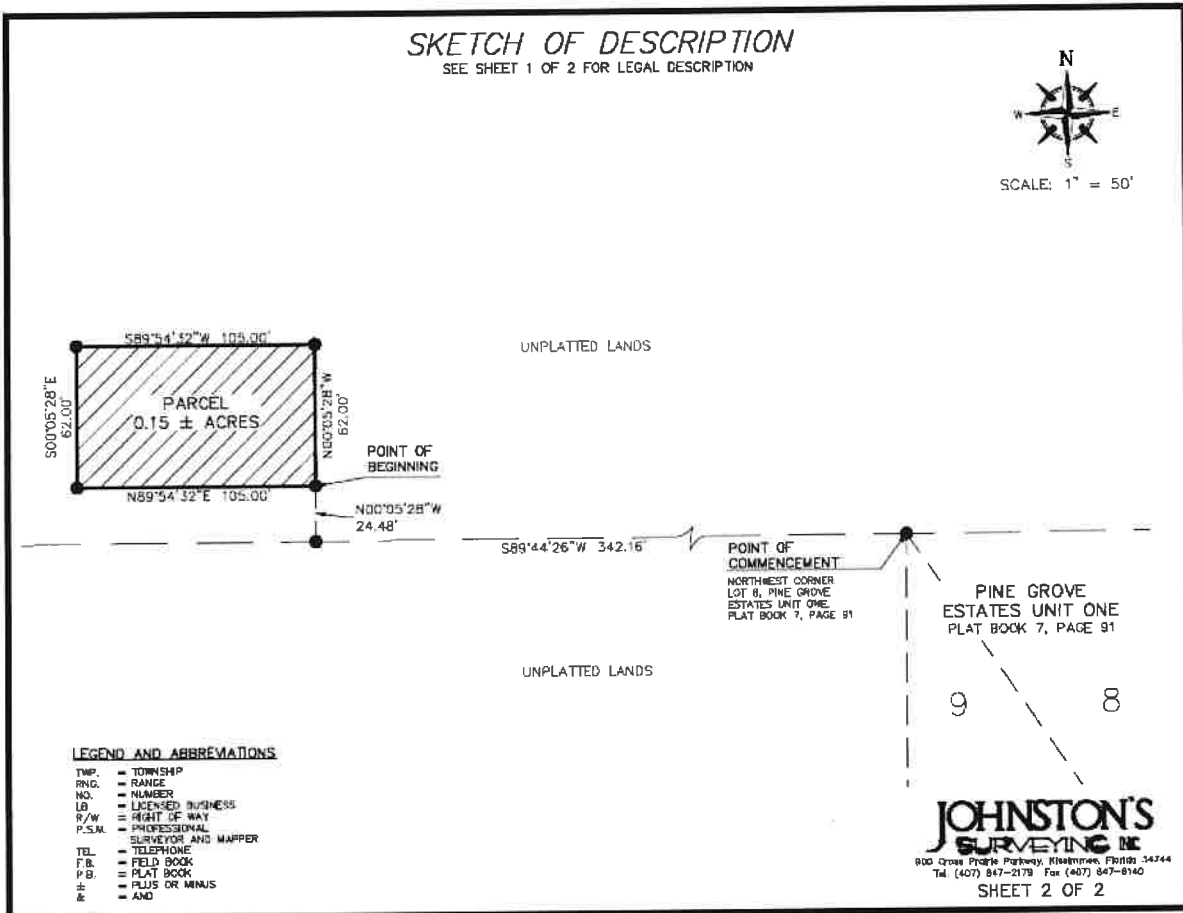 SKETCH OF DESCRIPTION
SEE SHEET 1 OF 2 FOR LEGAL DESCRIPTION
N
W
E
S
SCALE: 1" = 50'
S89°54'32"W 105.00'
UNPLATTED LANDS
S00°05'28"E
62.00'
PARCEL
0.15 ± ACRES
N00°05'28"W
62.00'
POINT OF
BEGINNING
N89°54'32"E 105.00'
N00°05'28"W
24.48'
S89°44'26"W 342.16'
POINT OF
COMMENCEMENT
NORTHWEST CORNER
LOT 8, PINE GROVE
ESTATES UNIT ONE
PLAT BOOK 7, PAGE 91
PINE GROVE
ESTATES UNIT ONE
PLAT BOOK 7, PAGE 91
UNPLATTED LANDS
9
8
LEGEND AND ABBREVIATIONS
TWP. = TOWNSHIP
RNG. = RANGE
NO. = NUMBER
LB = LICENSED BUSINESS
R/W = RIGHT OF WAY
P.S.M. = PROFESSIONAL
SURVEYOR AND MAPPER
TEL. = TELEPHONE
F.B. = FIELD BOOK
P.B. = PLAT BOOK
± = PLUS OR MINUS
& = AND
JOHNSTON'S
SURVEYING INC
900 Cross Prairie Parkway, Kissimmee, Florida 34744
Tel. (407) 847-2179 Fax (407) 847-6140
SHEET 2 OF 2